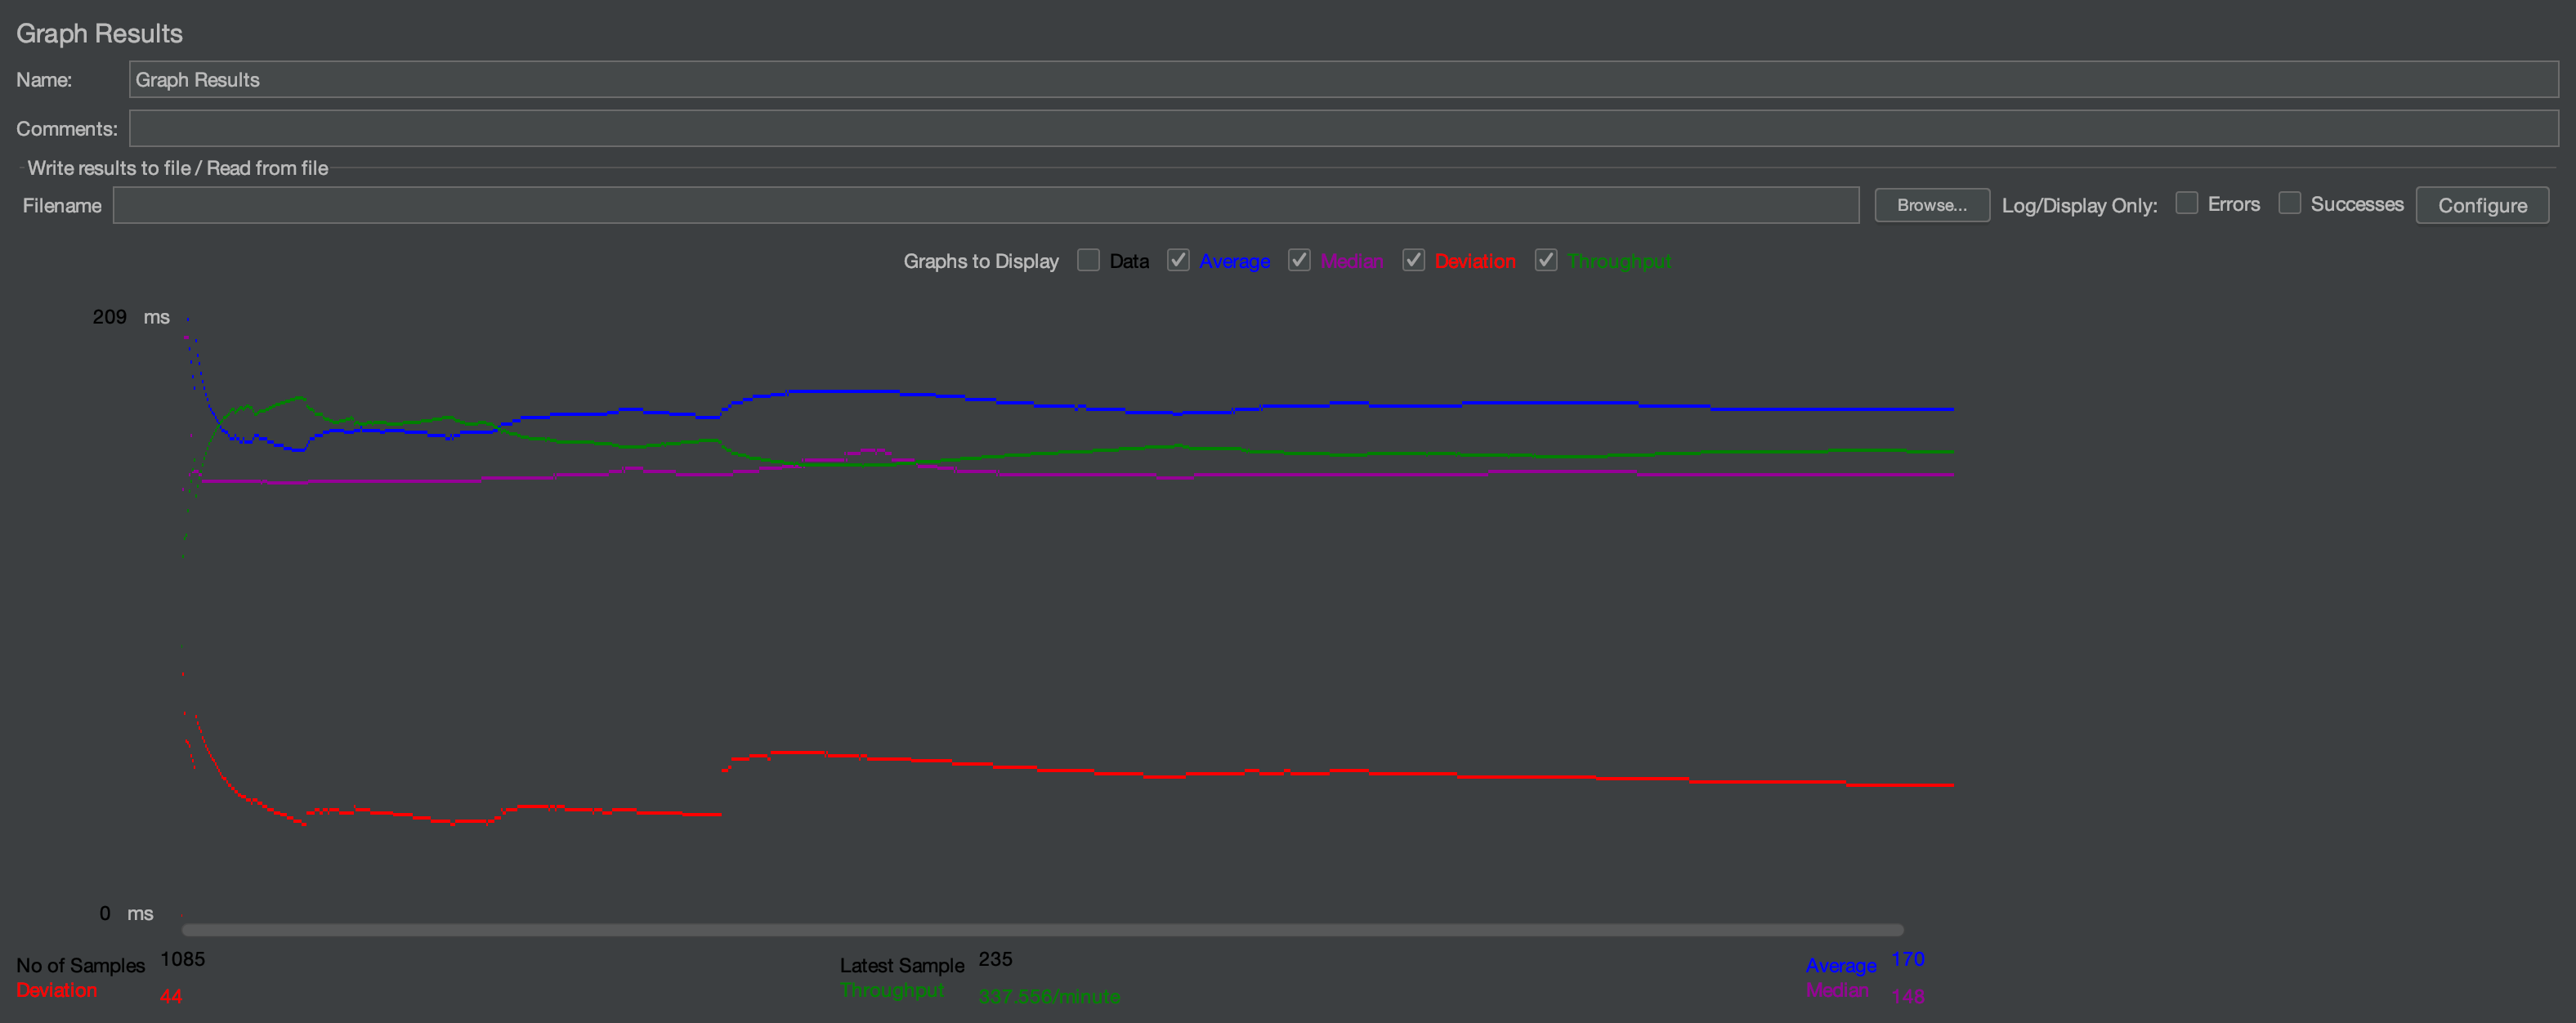 Graph Results
Name: Graph Results
Comments:
Write results to file / Read from file
Filename Browse... Log/Display Only: Errors Successes Configure
Graphs to Display Data Average Median Deviation Throughput
209 ms
0 ms
No of Samples 1085 Latest Sample 235 Average 170
Deviation 44 Throughput 337.556/minute Median 148